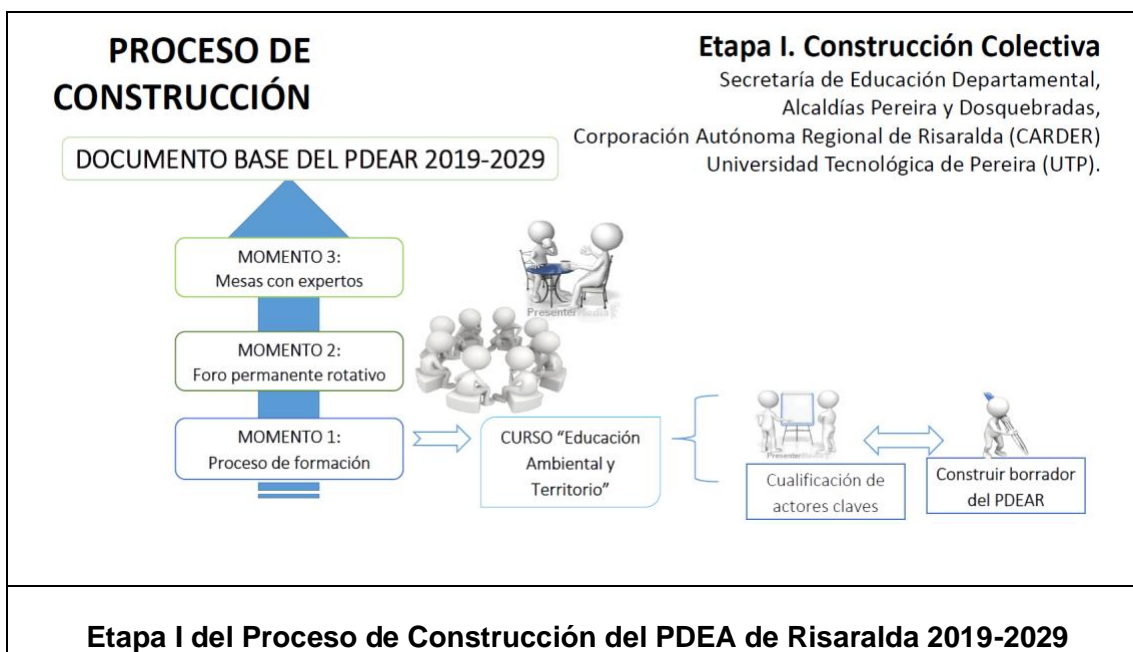 PROCESO DE
CONSTRUCCIÓN
Etapa I. Construcción Colectiva
Secretaría de Educación Departamental,
Alcaldías Pereira y Dosquebradas,
Corporación Autónoma Regional de Risaralda (CARDER)
Universidad Tecnológica de Pereira (UTP).
DOCUMENTO BASE DEL PDEAR 2019-2029
MOMENTO 3:
Mesas con expertos
PresenterMedia
MOMENTO 2:
Foro permanente rotativo
MOMENTO 1:
Proceso de formación
CURSO “Educación
Ambiental y
Territorio”
PresenterMedia
Cualificación de
actores claves
Construir borrador
del PDEAR
Etapa I del Proceso de Construcción del PDEA de Risaralda 2019-2029